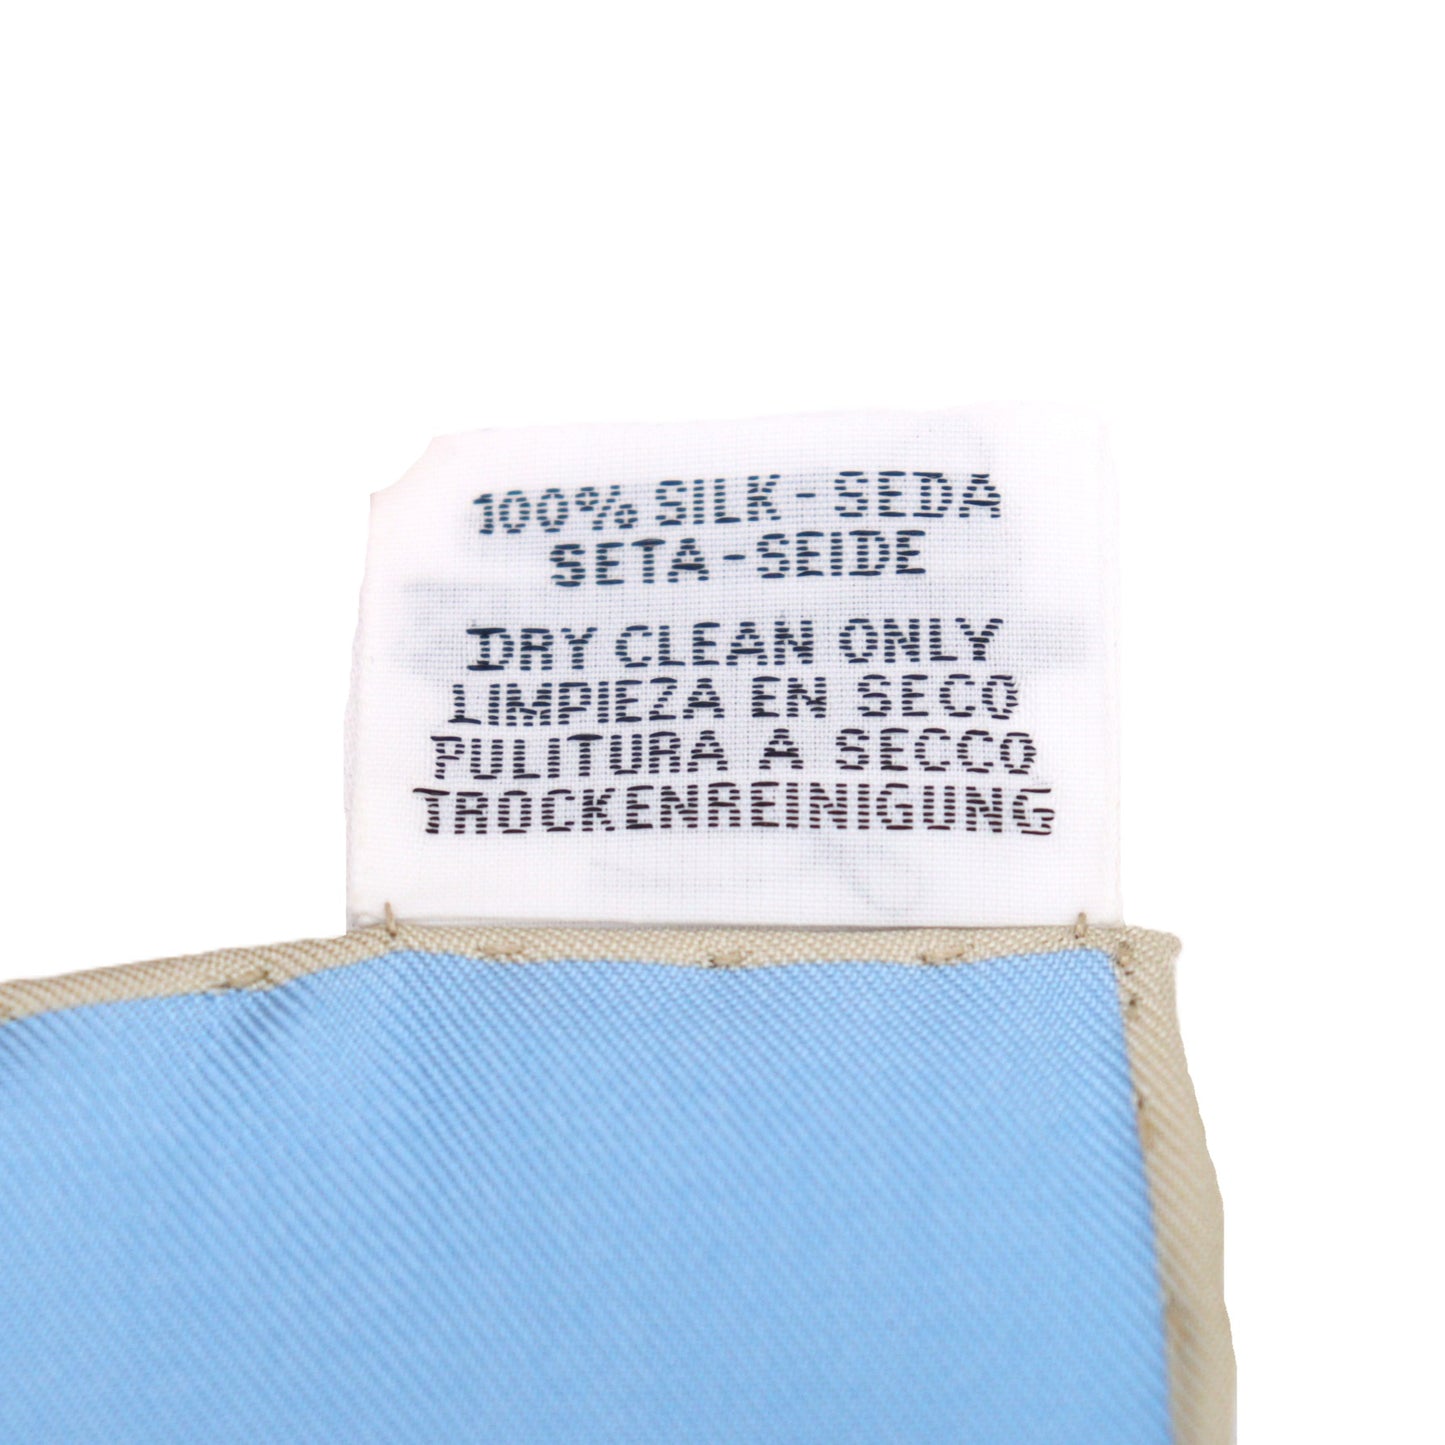 100% SILK - SEDA
SETA - SEIDE
DRY CLEAN ONLY
LIMPIEZA EN SECO
PULITURA A SECCO
TROCKENREINIGUNG